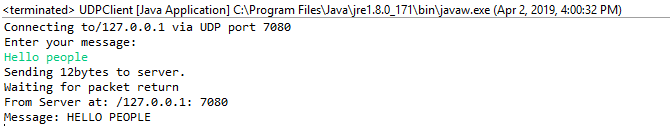 <terminated> UDPClient [Java Application] C:\Program Files\Java\jre1.8.0_171\bin\javaw.exe (Apr 2, 2019, 4:00:32 PM)
Connecting to/127.0.0.1 via UDP port 7080
Enter your message:
Hello people
Sending 12bytes to server.
Waiting for packet return
From Server at: /127.0.0.1: 7080
Message: HELLO PEOPLE